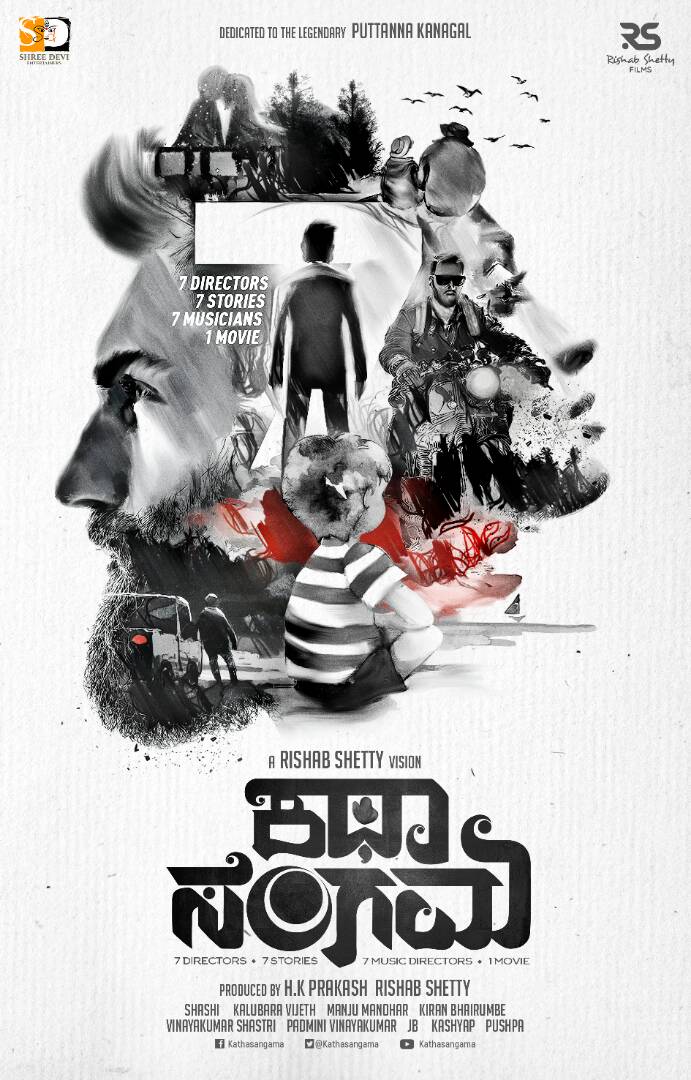 SD
SHREE DEVI
ENTERTAINERS
DEDICATED TO THE LEGENDARY PUTTANNA KANAGAL
RS
Rishab Shetty
FILMS
7 DIRECTORS
7 STORIES
7 MUSICIANS
1 MOVIE
A RISHAB SHETTY VISION
ಕಥಾ
ಸಂಗಮ
7 DIRECTORS • 7 STORIES 7 MUSIC DIRECTORS • 1 MOVIE
PRODUCED BY H.K PRAKASH RISHAB SHETTY
SHASHI KALUBARA VIJETH MANJU MANDHAR KIRAN BHAIRUMBE
VINAYAKUMAR SHASTRI PADMINI VINAYAKUMAR JB KASHYAP PUSHPA
Kathasangama @Kathasangama Kathasangama